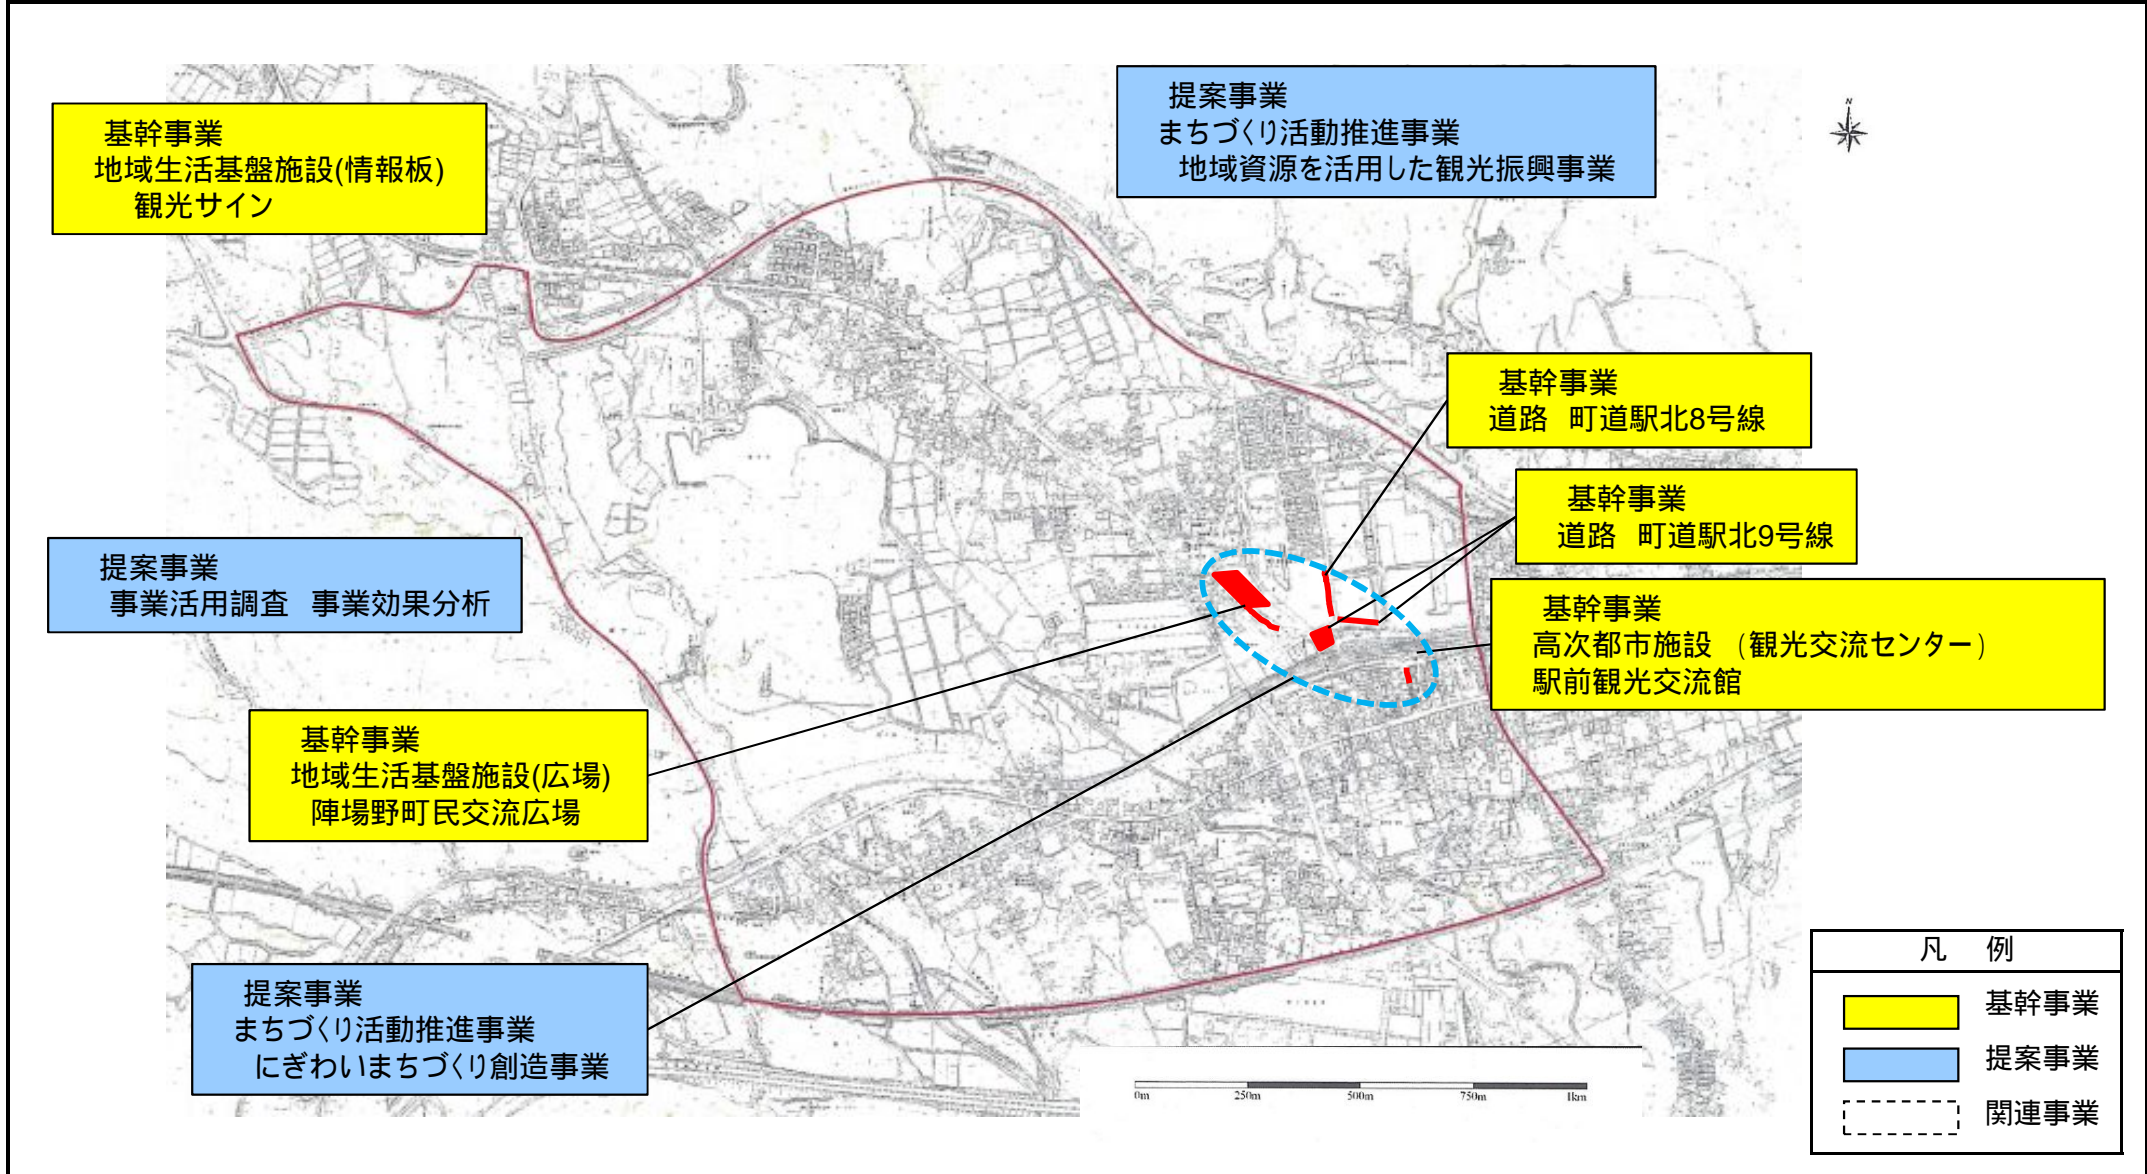 基幹事業
地域生活基盤施設(情報板)
観光サイン
提案事業
まちづくり活動推進事業
地域資源を活用した観光振興事業
N
基幹事業
道路 町道駅北8号線
基幹事業
道路 町道駅北9号線
提案事業
事業活用調査 事業効果分析
基幹事業
高次都市施設 (観光交流センター)
駅前観光交流館
基幹事業
地域生活基盤施設(広場)
陣場野町民交流広場
提案事業
まちづくり活動推進事業
にぎわいまちづくり創造事業
凡 例
基幹事業
提案事業
関連事業
0m 250m 500m 750m 1km